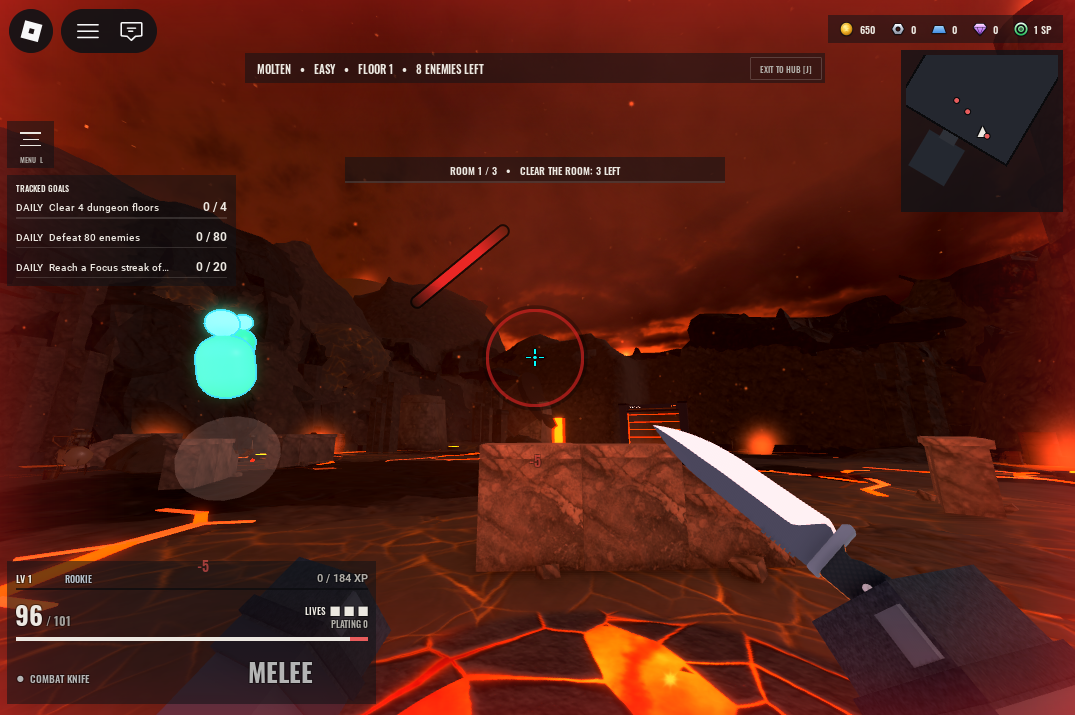 650
0
0
0
1 SP
MOLTEN • EASY • FLOOR 1 • 8 ENEMIES LEFT
EXIT TO HUB [J]
MENU L
ROOM 1 / 3 • CLEAR THE ROOM: 3 LEFT
TRACKED GOALS
DAILY Clear 4 dungeon floors 0 / 4
DAILY Defeat 80 enemies 0 / 80
DAILY Reach a Focus streak of... 0 / 20
-5
-5
LV 1 ROOKIE 0 / 184 XP
96 / 101
LIVES
PLATING 0
MELEE
COMBAT KNIFE